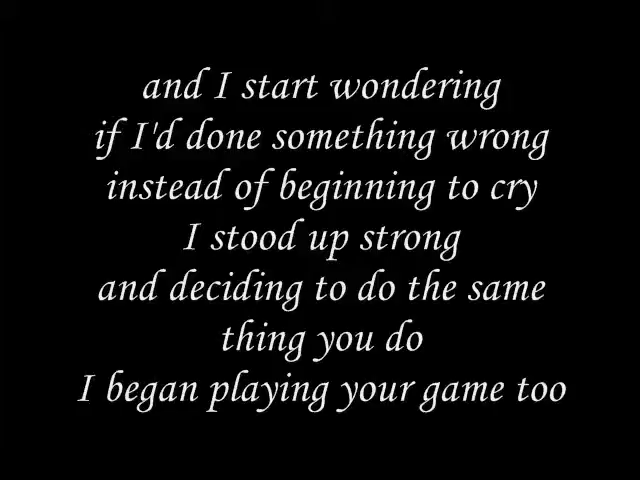 and I start wondering
if I'd done something wrong
instead of beginning to cry
I stood up strong
and deciding to do the same
thing you do
I began playing your game too